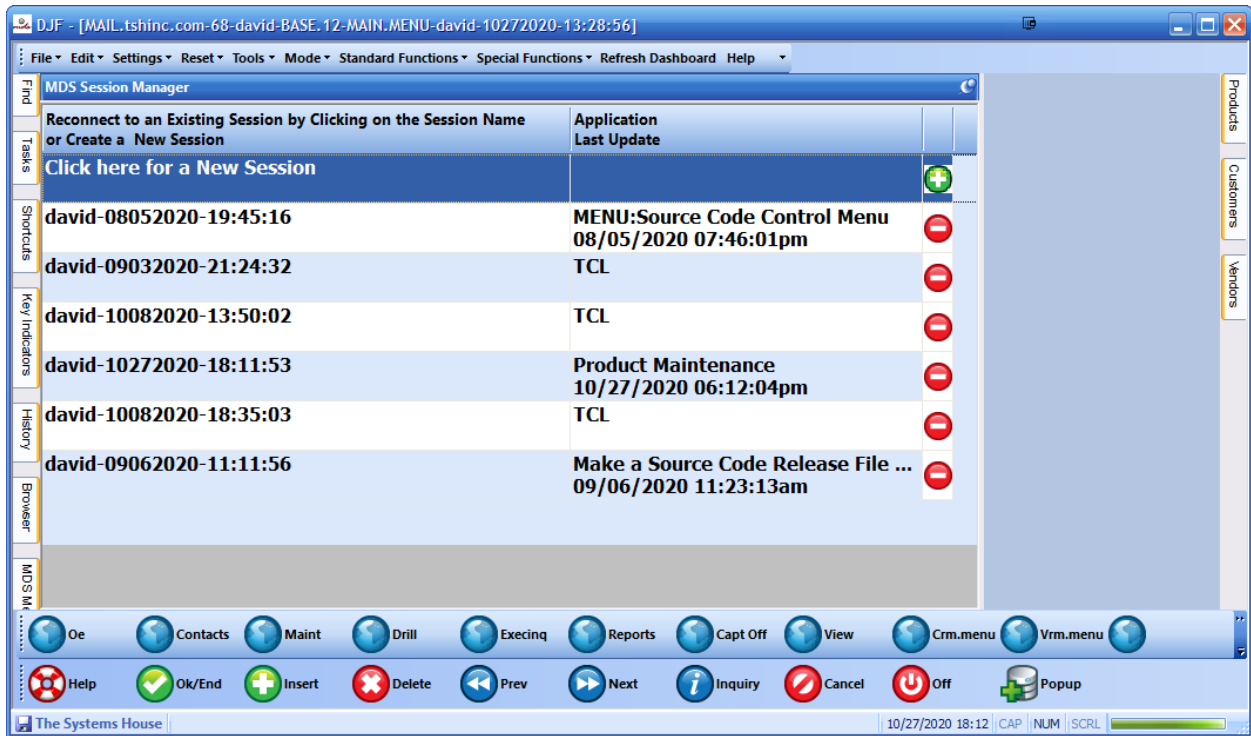 DJF - [MAIL.tshinc.com-68-david-BASE.12-MAIN.MENU-david-10272020-13:28:56]
File Edit Settings Reset Tools Mode Standard Functions Special Functions Refresh Dashboard Help
Find
Tasks
Shortcuts
Key Indicators
History
Browser
MDS
MDS Session Manager
Reconnect to an Existing Session by Clicking on the Session Name
or Create a New Session
Application
Last Update
Click here for a New Session
david-08052020-19:45:16
MENU:Source Code Control Menu
08/05/2020 07:46:01pm
david-09032020-21:24:32
TCL
david-10082020-13:50:02
TCL
david-10272020-18:11:53
Product Maintenance
10/27/2020 06:12:04pm
david-10082020-18:35:03
TCL
david-09062020-11:11:56
Make a Source Code Release File ...
09/06/2020 11:23:13am
Products
Customers
Vendors
Oe Contacts Maint Drill Execinq Reports Capt Off View Crm.menu Vrm.menu
Help Ok/End Insert Delete Prev Next Inquiry Cancel Off Popup
The Systems House 10/27/2020 18:12 CAP NUM SCRL